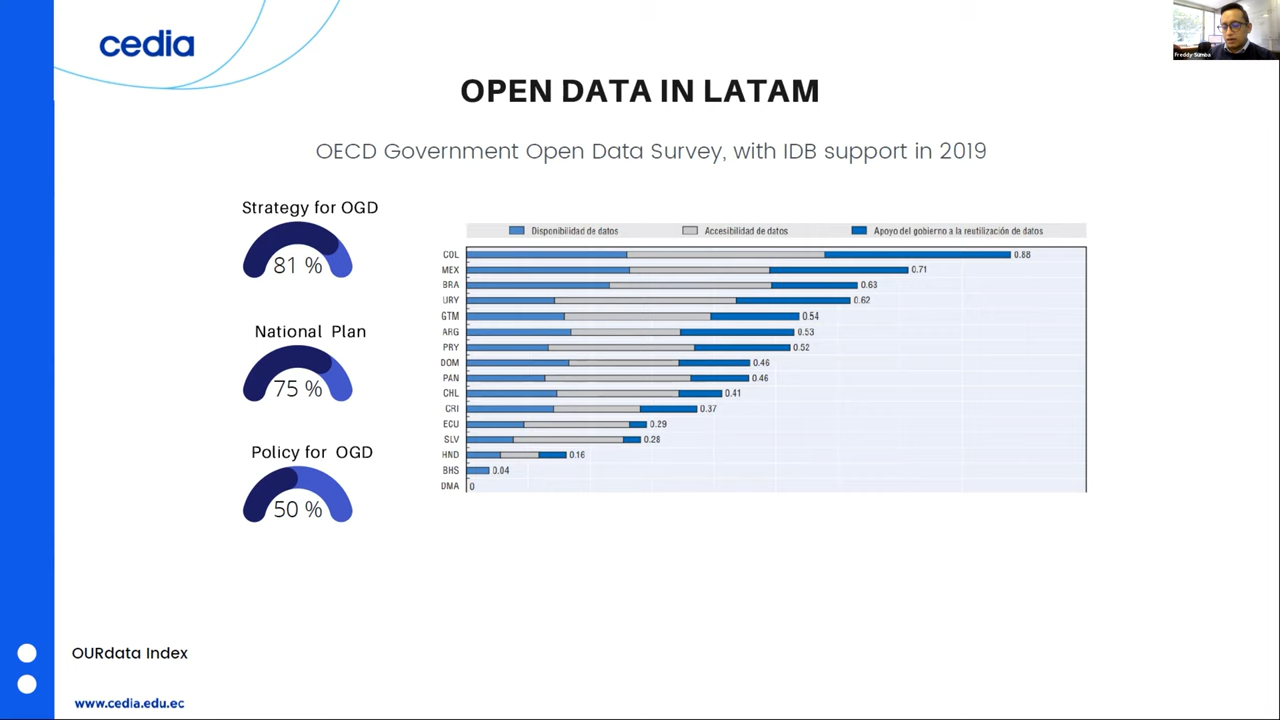 cedia
Freddy Sumba
OPEN DATA IN LATAM
OECD Government Open Data Survey, with IDB support in 2019
Strategy for OGD
81 %
National Plan
75 %
Policy for OGD
50 %
Disponibilidad de datos Accesibilidad de datos Apoyo del gobierno a la reutilización de datos
COL 0.88
MEX 0.71
BRA 0.63
URY 0.62
GTM 0.54
ARG 0.53
PRY 0.52
DOM 0.46
PAN 0.46
CHL 0.41
CRI 0.37
ECU 0.29
SLV 0.28
HND 0.16
BHS 0.04
DMA 0
OURdata Index
www.cedia.edu.ec